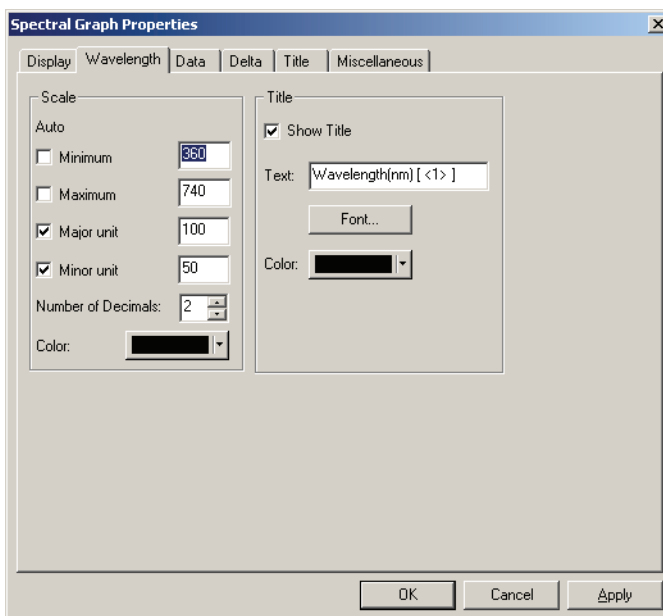 Spectral Graph Properties
Display Wavelength Data Delta Title Miscellaneous
Scale
Auto
Minimum 360
Maximum 740
Major unit 100
Minor unit 50
Number of Decimals: 2
Color:
Title
Show Title
Text: Wavelength(nm) [ <1> ]
Font...
Color:
OK Cancel Apply